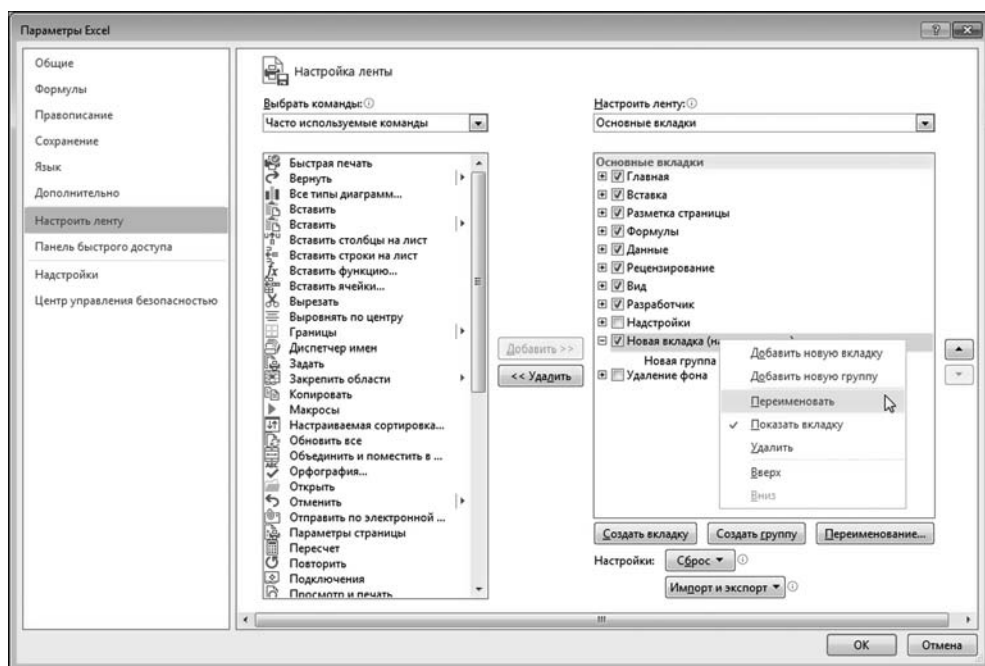 Параметры Excel
Общие
Формулы
Правописание
Сохранение
Язык
Дополнительно
Настроить ленту
Панель быстрого доступа
Надстройки
Центр управления безопасностью
Настройка ленты
Выбрать команды:
Часто используемые команды
Быстрая печать
Вернуть
Все типы диаграмм...
Вставить
Вставить
Вставить столбцы на лист
Вставить строки на лист
Вставить функцию...
Вставить ячейки...
Вырезать
Выровнять по центру
Границы
Диспетчер имен
Задать
Закрепить области
Копировать
Макросы
Настраиваемая сортировка...
Обновить все
Объединить и поместить в ...
Орфография...
Открыть
Отменить
Отправить по электронной ...
Параметры страницы
Пересчет
Повторить
Подключения
Просмотр и печать
Добавить >>
<< Удалить
Настроить ленту:
Основные вкладки
Основные вкладки
Главная
Вставка
Разметка страницы
Формулы
Данные
Рецензирование
Вид
Разработчик
Надстройки
Новая вкладка
Новая группа
Удаление фона
Добавить новую вкладку
Добавить новую группу
Переименовать
Показать вкладку
Удалить
Вверх
Вниз
Создать вкладку
Создать группу
Переименование...
Настройки:
Сброс
Импорт и экспорт
ОК
Отмена